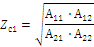 Z_{c1} = \sqrt{\frac{A_{11} \cdot A_{12}}{A_{21} \cdot A_{22}}}